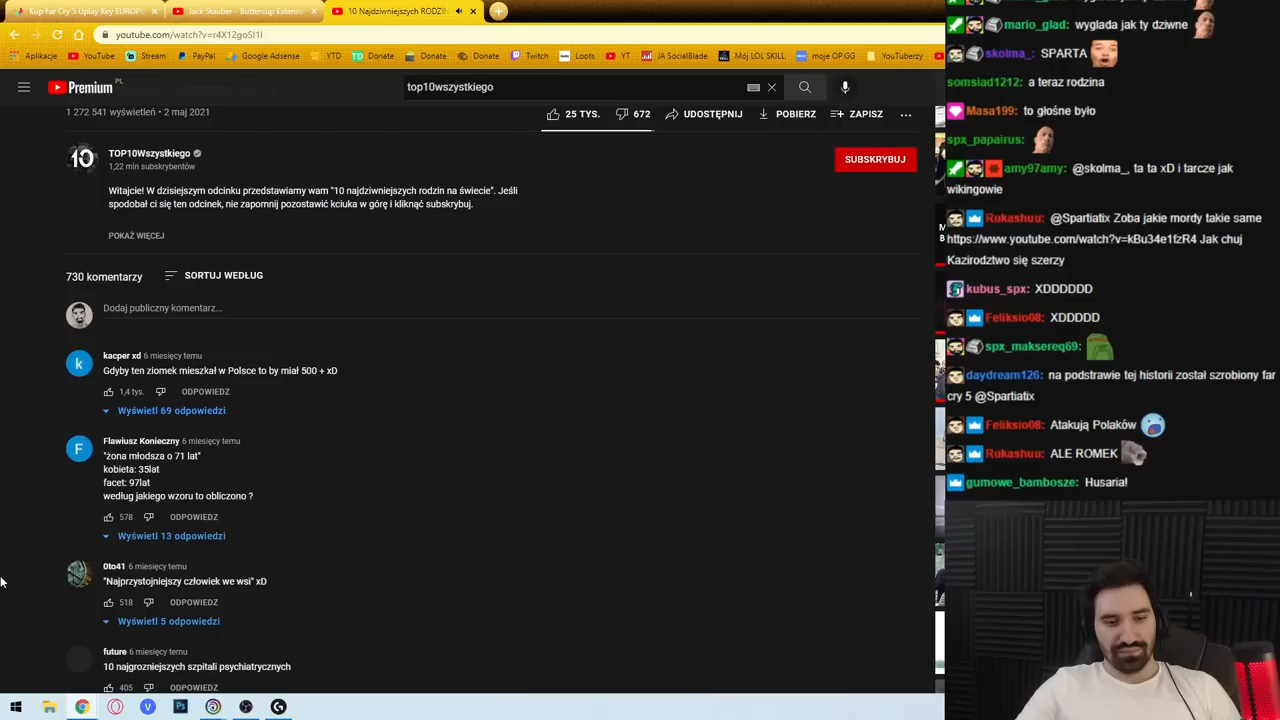 Kup Far Cry 5 Uplay Key EUROP
Jack Stauber - Buttercup Extend
10 Najdziwniejszych RODZIN
youtube.com/watch?v=r4X12goSI1I
Aplikacje
YouTube
Stream
PayPal
Google Adsense
YTD
Donate
Donate
Twitch
Loots
YT
JA SocialBlade
Mój LOL SKILL
moje OP.GG
YouTuberzy
Premium PL
top10wszystkiego
1 272 541 wyświetleń • 2 maj 2021
25 TYS.
672
UDOSTĘPNIJ
POBIERZ
ZAPISZ
10
TOP10Wszystkiego
1,22 mln subskrybentów
SUBSKRYBUJ
Witajcie! W dzisiejszym odcinku przedstawiamy wam "10 najdziwniejszych rodzin na świecie". Jeśli
spodobał ci się ten odcinek, nie zapomnij pozostawić kciuka w górę i kliknąć subskrybuj.
POKAŻ WIĘCEJ
730 komentarzy
SORTUJ WEDŁUG
Dodaj publiczny komentarz...
k
kacper xd 6 miesięcy temu
Gdyby ten ziomek mieszkał w Polsce to by miał 500 + xD
1,4 tys.
ODPOWIEDZ
Wyświetl 69 odpowiedzi
F
Flawiusz Konieczny 6 miesięcy temu
"żona młodsza o 71 lat"
kobieta: 35lat
facet: 97lat
według jakiego wzoru to obliczono ?
578
ODPOWIEDZ
Wyświetl 13 odpowiedzi
0to41 6 miesięcy temu
"Najprzystojniejszy człowiek we wsi" xD
518
ODPOWIEDZ
Wyświetl 5 odpowiedzi
future 6 miesięcy temu
10 najgrozniejszych szpitali psychiatrycznych
405
ODPOWIEDZ
mario_glad: wyglada jak ty dziwne
skolma_: SPARTA
somsiad1212: a teraz rodzina
Masa199: to głośne było
spx_papairus:
amy97amy: @skolma_, ta ta xD i tarcze jak
wikingowie
Rukashuu: @Spartiatix Zoba jakie mordy takie same
https://www.youtube.com/watch?v=kBu34e1fzR4 Jak chuj
Kazirodztwo się szerzy
kubus_spx: XDDDDDD
Feliksio08: XDDDDD
spx_maksereq69:
daydream126: na podstrawie tej historii został szrobiony far
cry 5 @Spartiatix
Feliksio08: Atakują Polaków
Rukashuu: ALE ROMEK
gumowe_bambosze: Husaria!